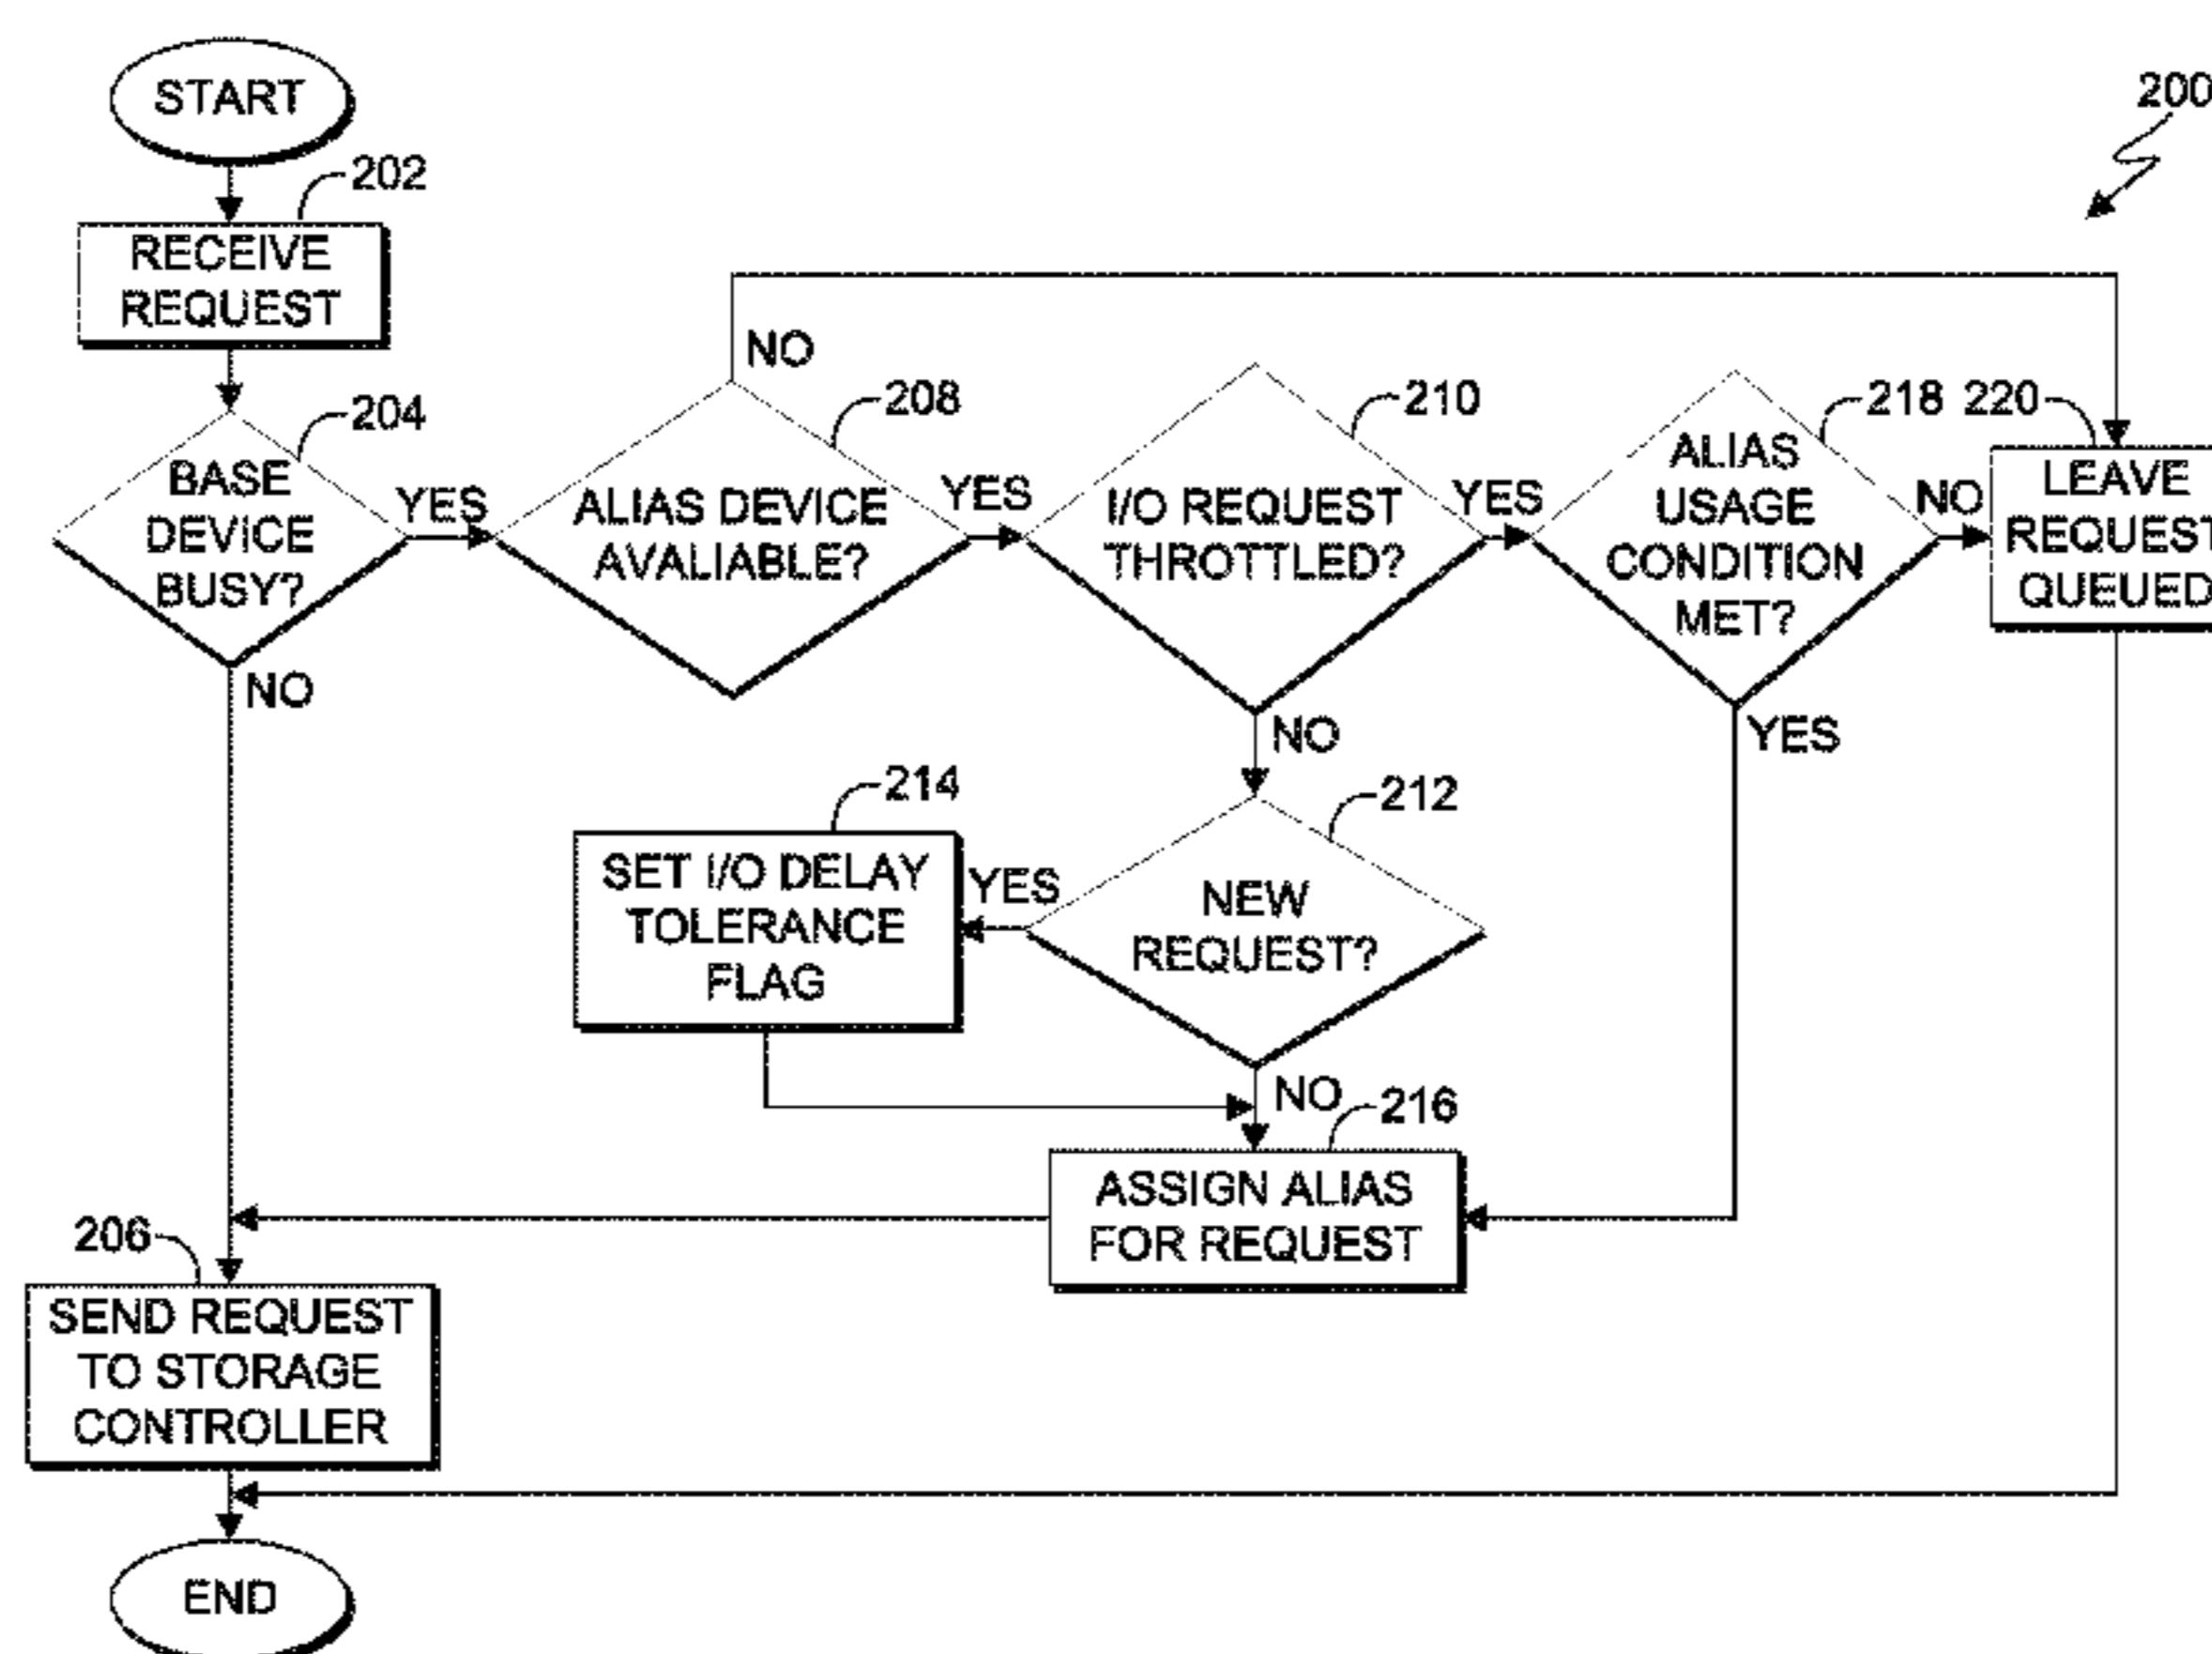 START
200
202
RECEIVE
REQUEST
NO
204
208
210
218
220
BASE
DEVICE
BUSY?
YES
ALIAS DEVICE
AVALIABLE?
YES
I/O REQUEST
THROTTLED?
YES
ALIAS
USAGE
CONDITION
MET?
NO
LEAVE
REQUEST
QUEUED
NO
NO
YES
214
212
SET I/O DELAY
TOLERANCE
FLAG
YES
NEW
REQUEST?
NO
216
ASSIGN ALIAS
FOR REQUEST
206
SEND REQUEST
TO STORAGE
CONTROLLER
END